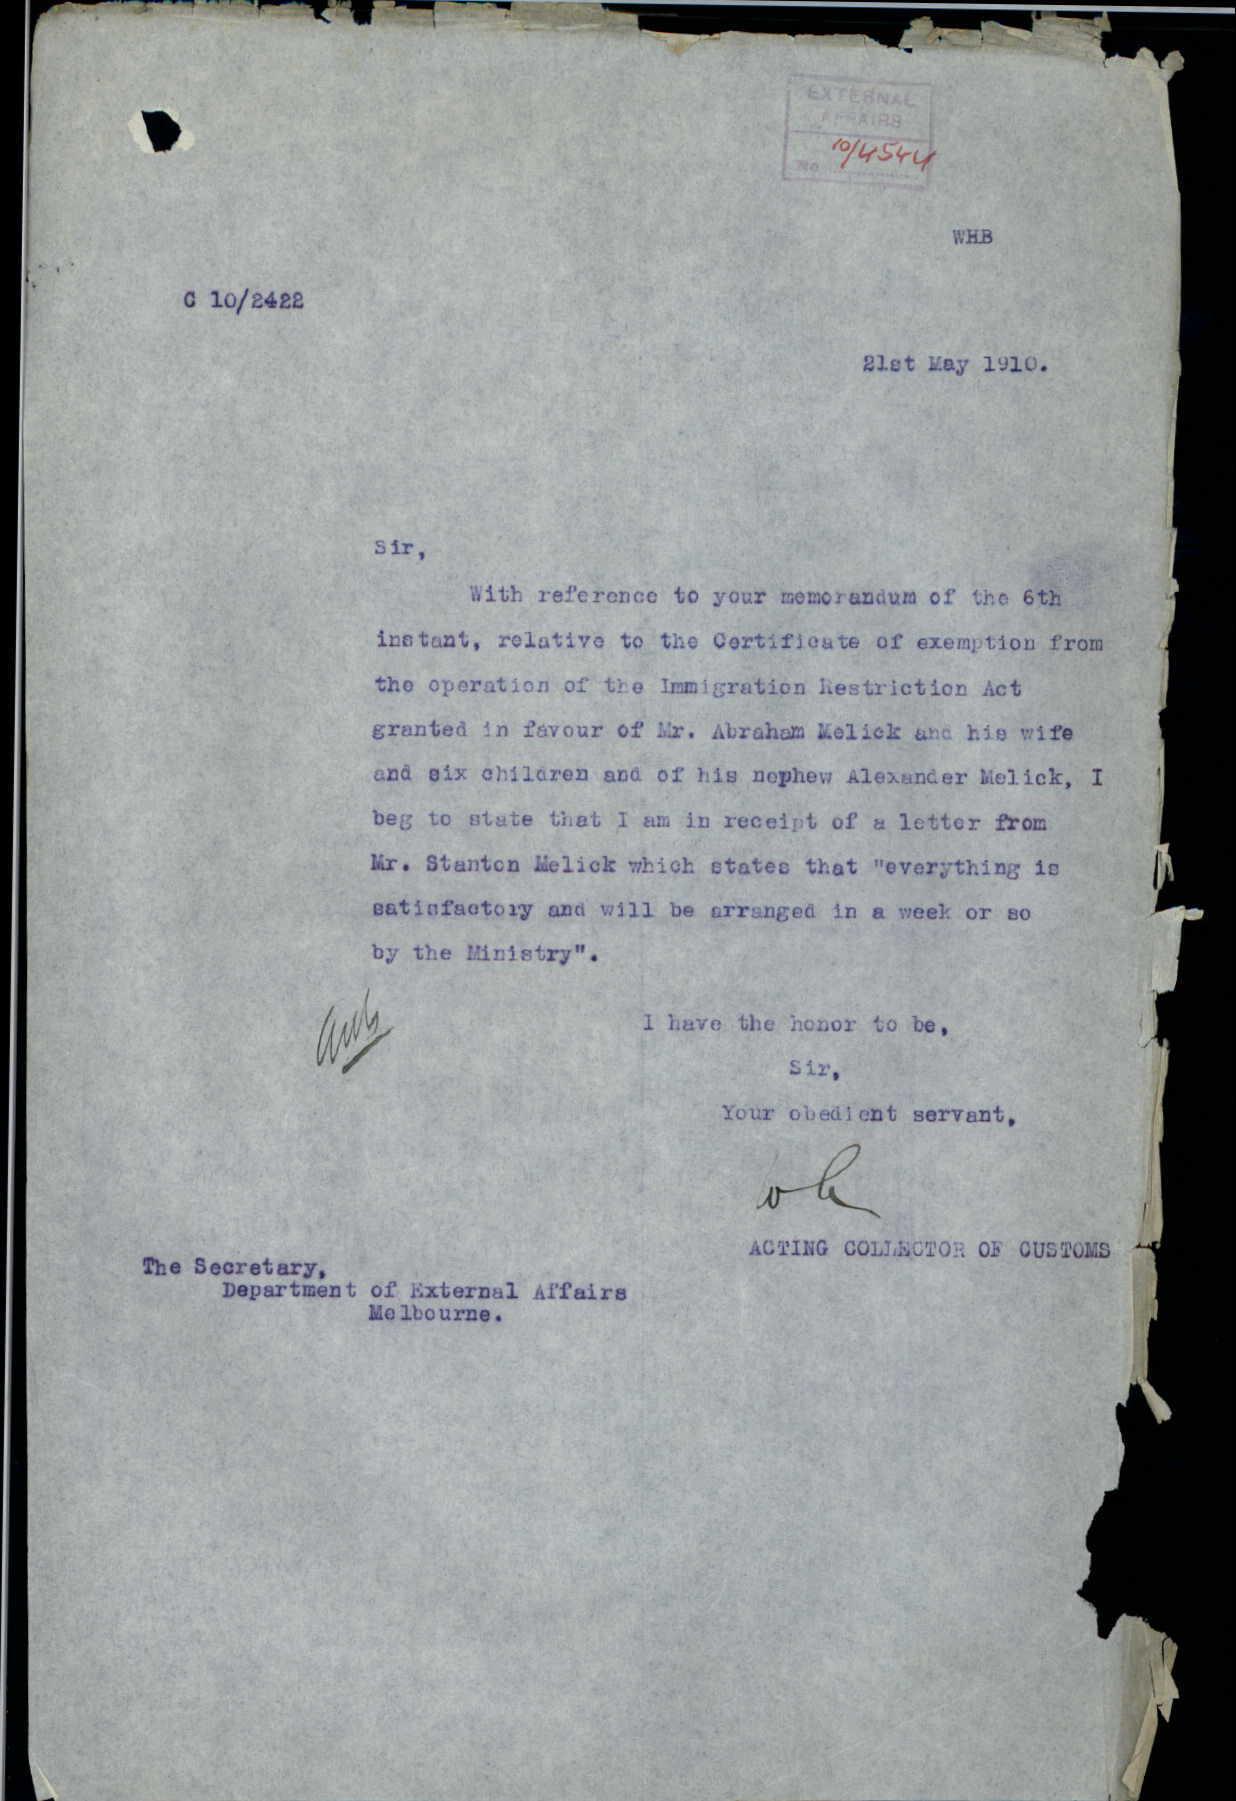 EXTERNAL
AFFAIRS
No 10/4544
WHB
C 10/2422
21st May 1910.
Sir,
With reference to your memorandum of the 6th
instant, relative to the Certificate of exemption from
the operation of the Immigration Restriction Act
granted in favour of Mr. Abraham Melick and his wife
and six children and of his nephew Alexander Melick, I
beg to state that I am in receipt of a letter from
Mr. Stanton Melick which states that "everything is
satisfactory and will be arranged in a week or so
by the Ministry".
I have the honor to be,
Sir,
Your obedient servant,
ACTING COLLECTOR OF CUSTOMS
The Secretary,
Department of External Affairs
Melbourne.